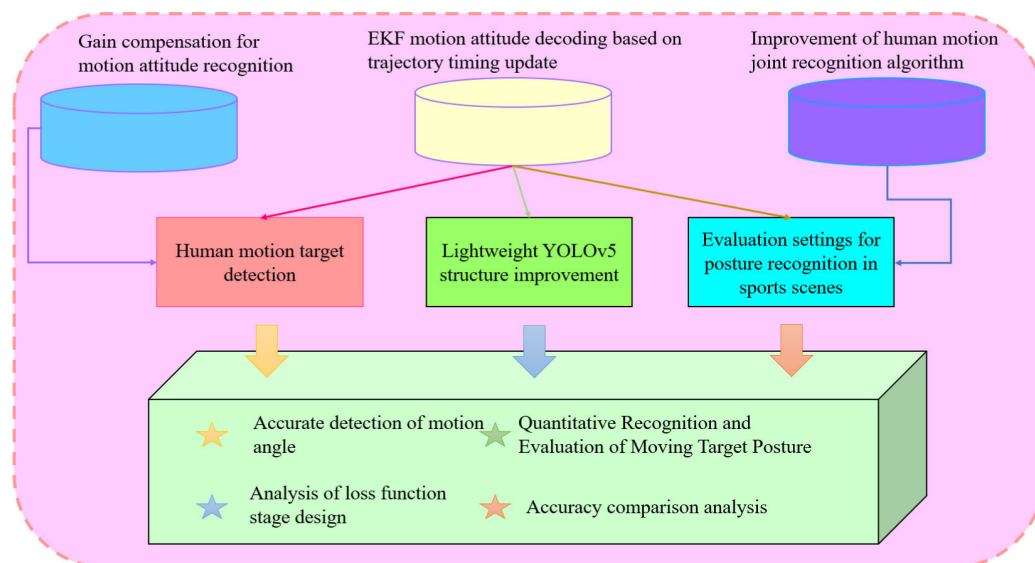 Gain compensation for
motion attitude recognition
EKF motion attitude decoding based on
trajectory timing update
Improvement of human motion
joint recognition algorithm
Human motion target
detection
Lightweight YOLOv5
structure improvement
Evaluation settings for
posture recognition in
sports scenes
Accurate detection of motion
angle
Quantitative Recognition and
Evaluation of Moving Target Posture
Analysis of loss function
stage design
Accuracy comparison analysis